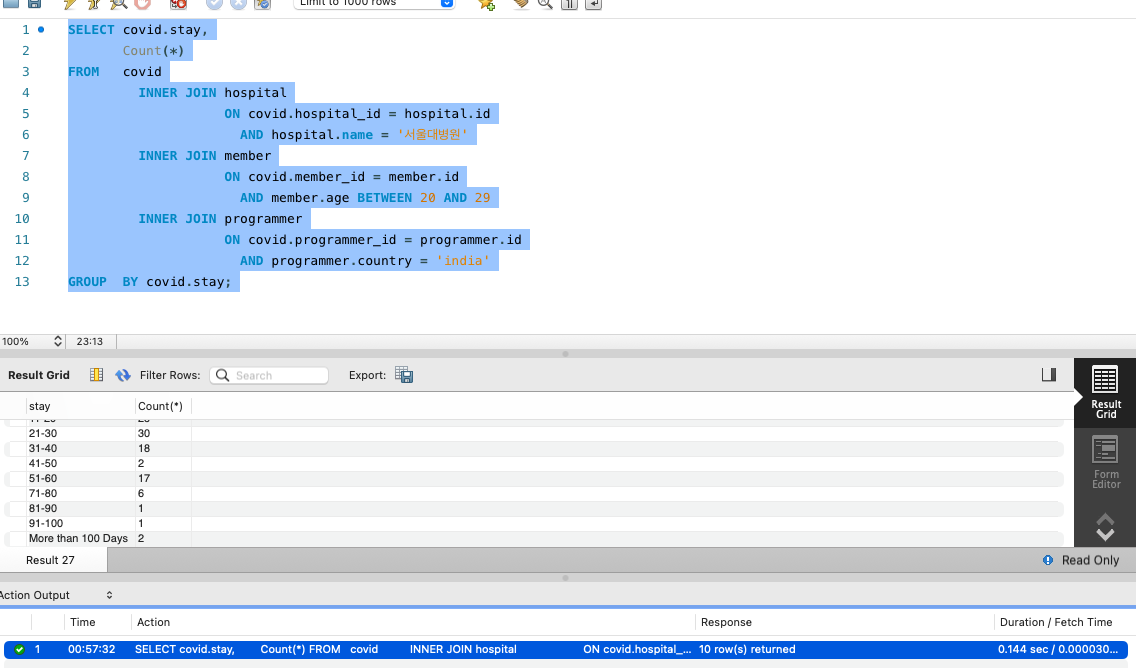 Limit to 1000 rows
1 SELECT covid.stay,
2 Count(*)
3 FROM covid
4 INNER JOIN hospital
5 ON covid.hospital_id = hospital.id
6 AND hospital.name = '서울대병원'
7 INNER JOIN member
8 ON covid.member_id = member.id
9 AND member.age BETWEEN 20 AND 29
10 INNER JOIN programmer
11 ON covid.programmer_id = programmer.id
12 AND programmer.country = 'india'
13 GROUP BY covid.stay;
100% 23:13
Result Grid Filter Rows: Search Export:
stay Count(*)
21-30 30
31-40 18
41-50 2
51-60 17
71-80 6
81-90 1
91-100 1
More than 100 Days 2
Result
Grid
Form
Editor
Result 27 Read Only
Action Output
Time Action Response Duration / Fetch Time
1 00:57:32 SELECT covid.stay, Count(*) FROM covid INNER JOIN hospital ON covid.hospital_... 10 row(s) returned 0.144 sec / 0.000030...